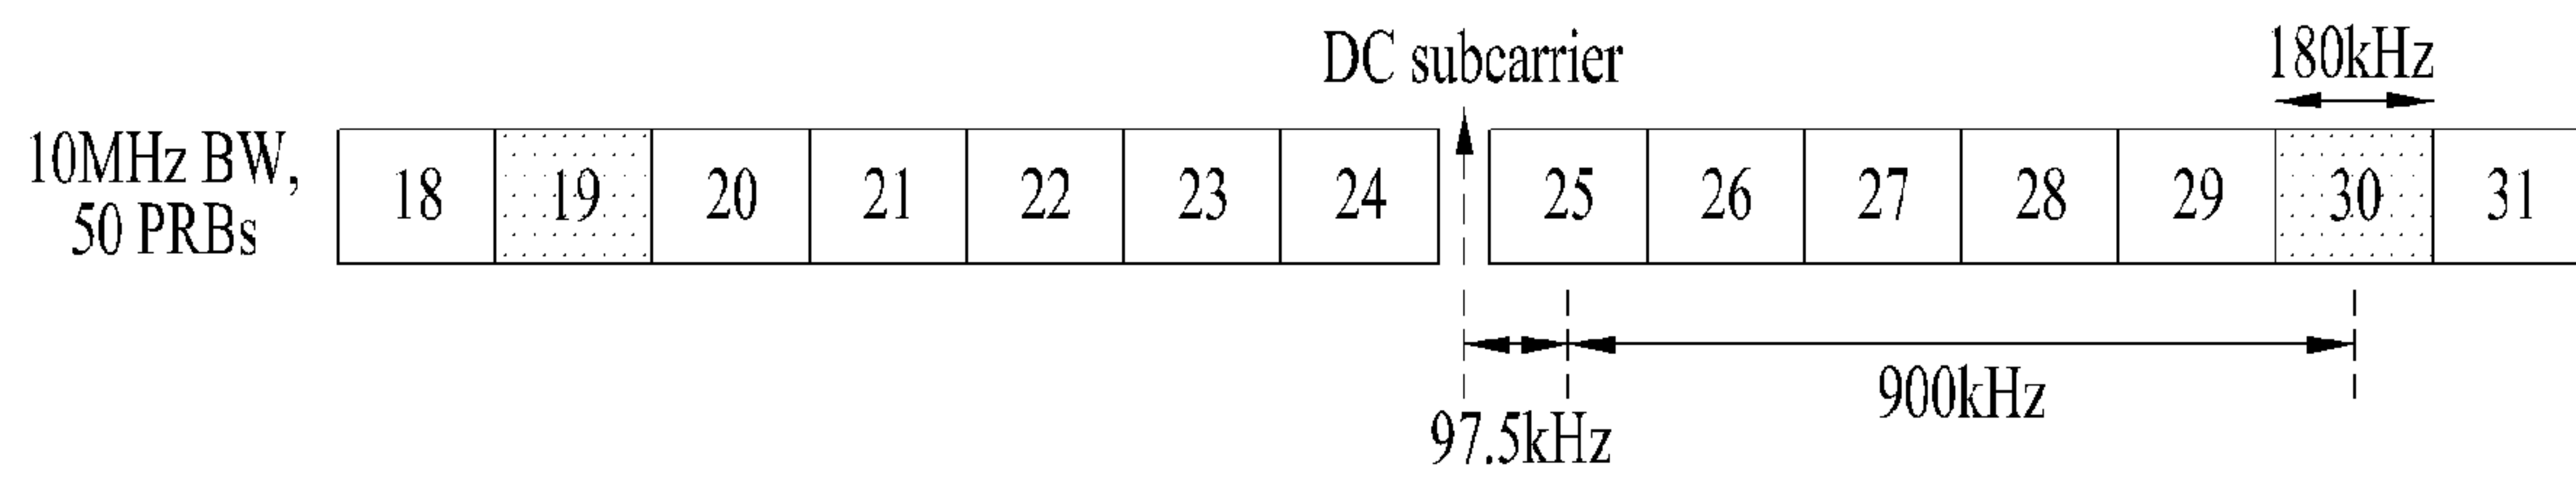 DC subcarrier
180kHz
10MHz BW,
50 PRBs
18 19 20 21 22 23 24 25 26 27 28 29 30 31
97.5kHz
900kHz